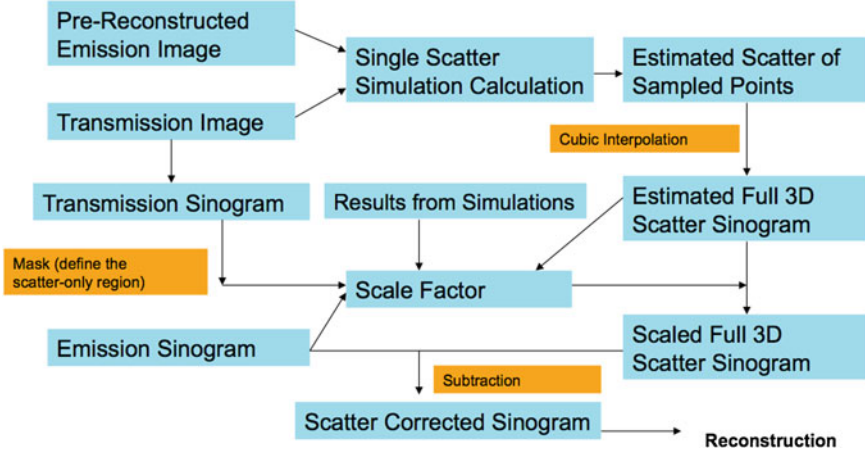 Pre-Reconstructed
Emission Image
Single Scatter
Simulation Calculation
Estimated Scatter of
Sampled Points
Transmission Image
Cubic Interpolation
Transmission Sinogram
Results from Simulations
Estimated Full 3D
Scatter Sinogram
Mask (define the
scatter-only region)
Scale Factor
Emission Sinogram
Scaled Full 3D
Scatter Sinogram
Subtraction
Scatter Corrected Sinogram
Reconstruction